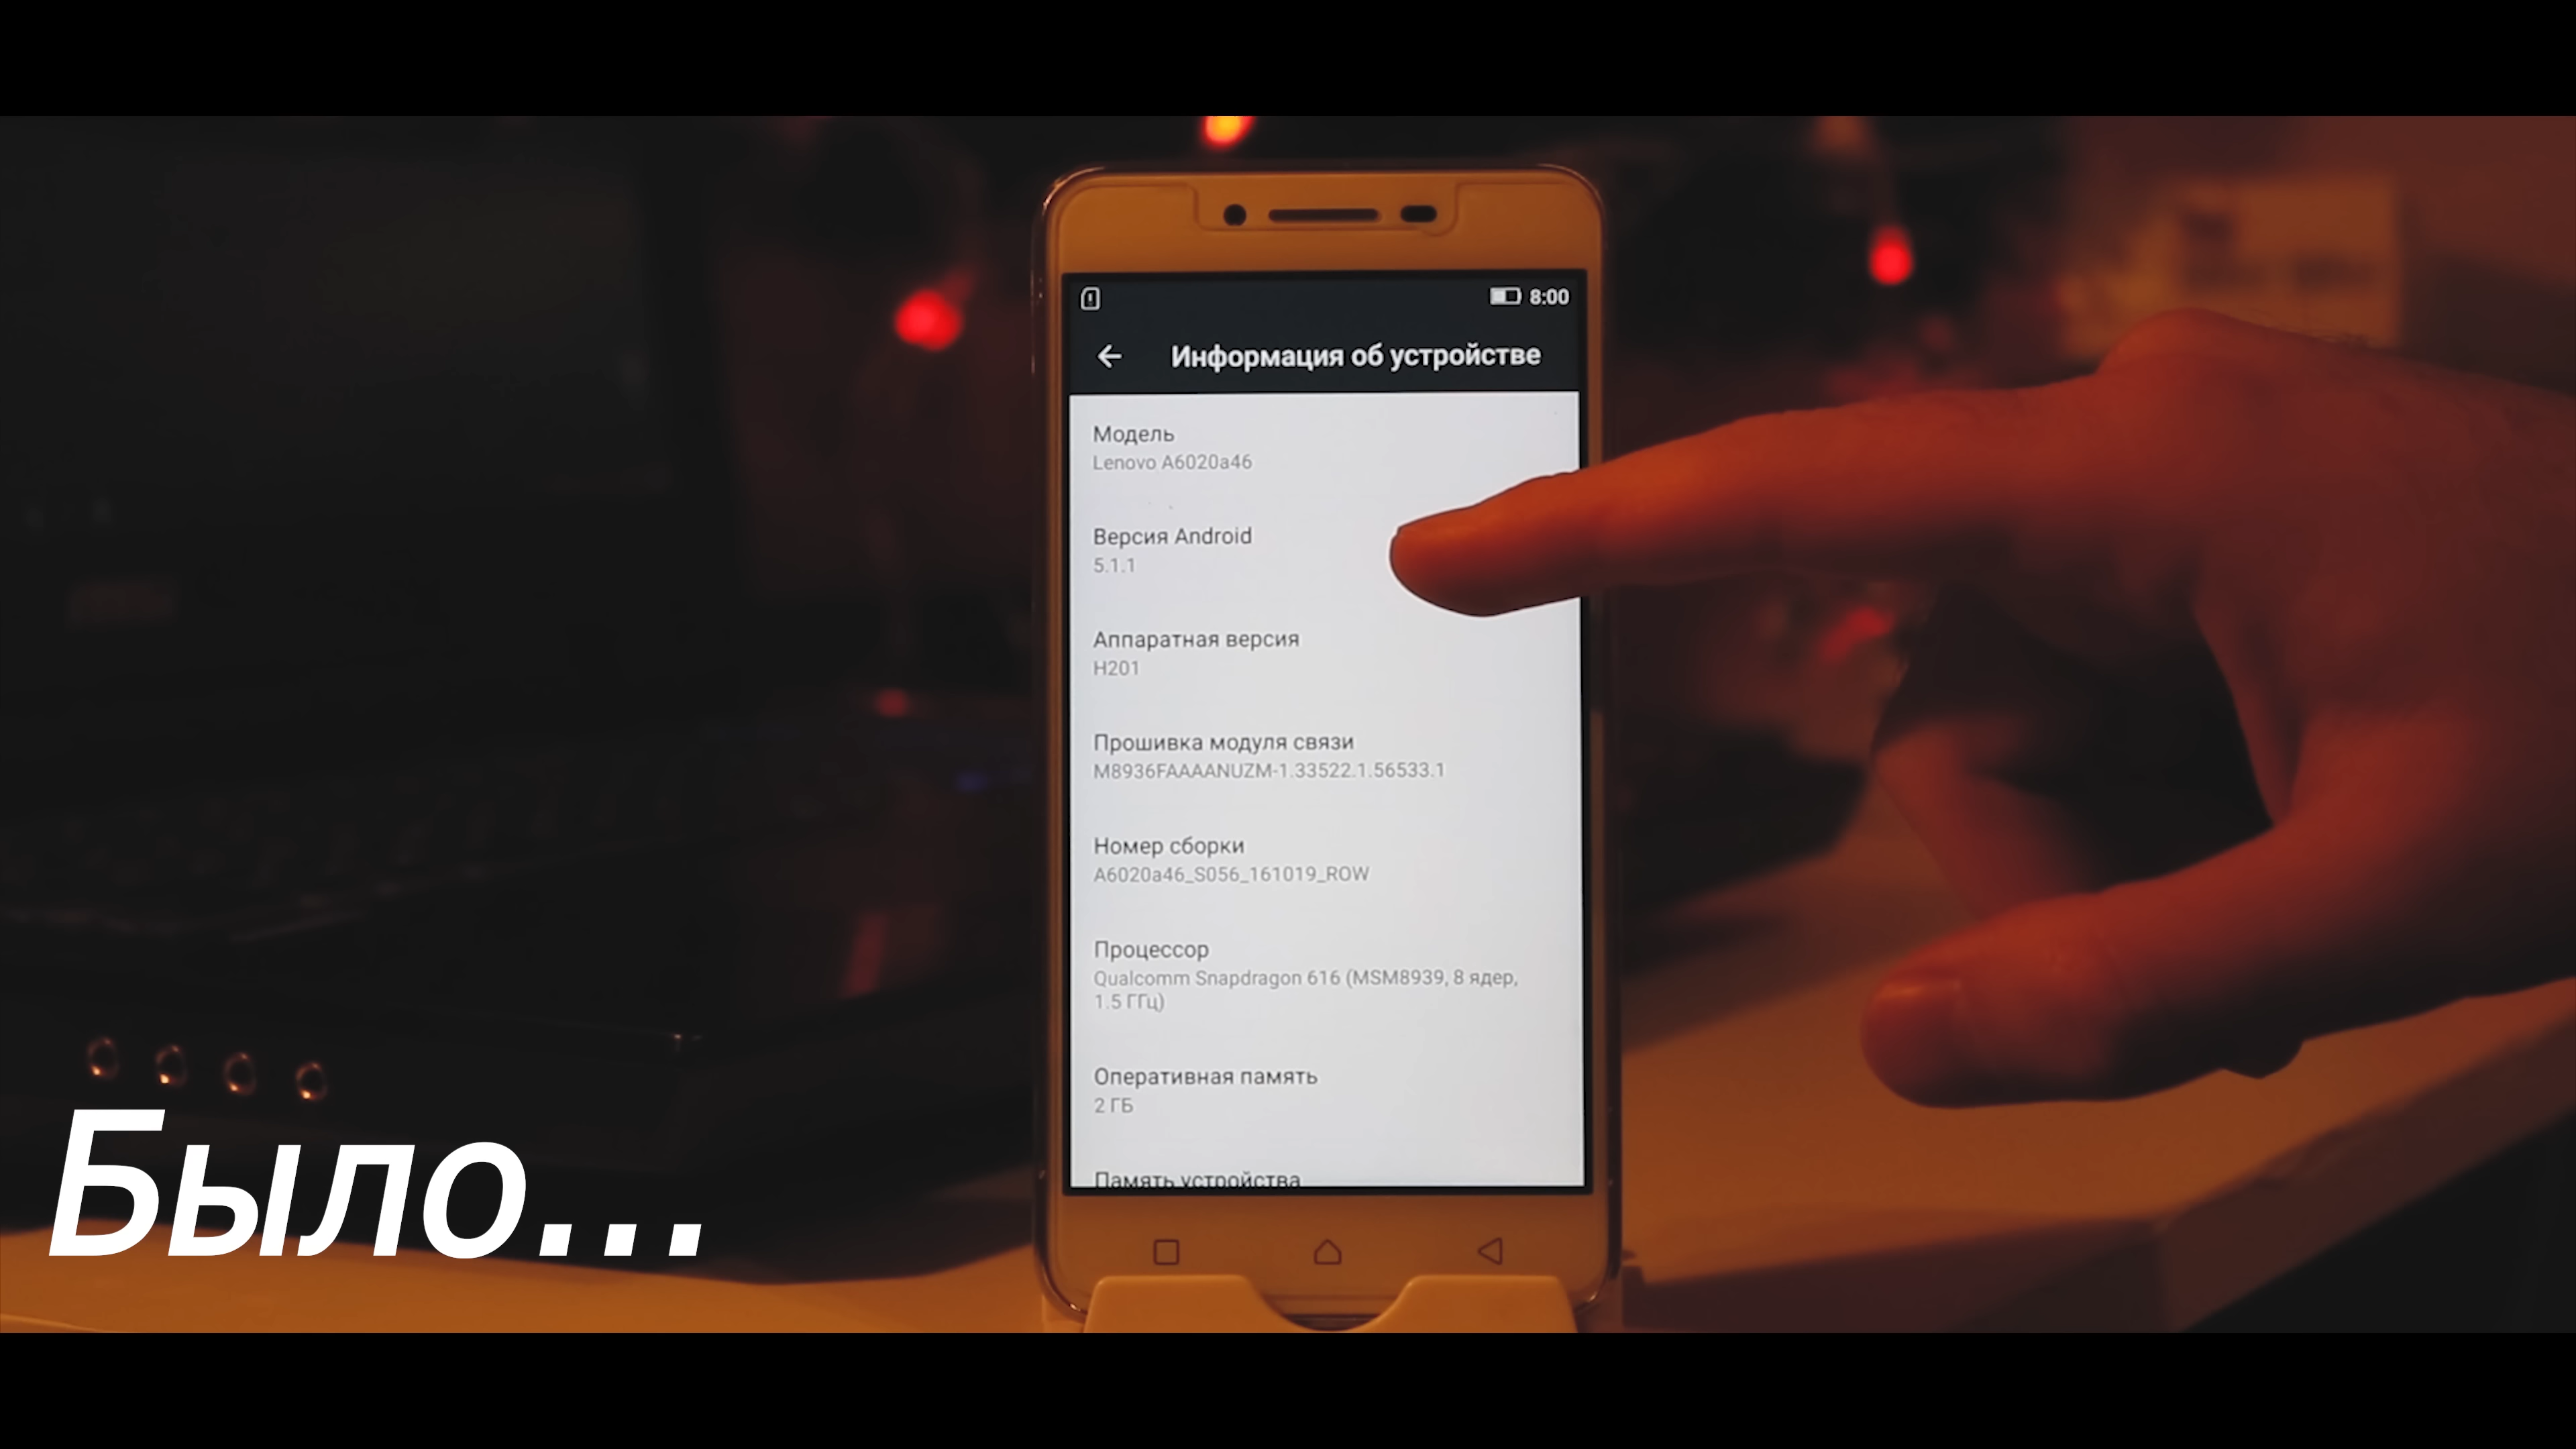 8:00
Информация об устройстве
Модель
Lenovo A6020a46
Версия Android
5.1.1
Аппаратная версия
H201
Прошивка модуля связи
M8936FAAAANUZM-1.33522.1.56533.1
Номер сборки
A6020a46_S056_161019_ROW
Процессор
Qualcomm Snapdragon 616 (MSM8939, 8 ядер,
1.5 ГГц)
Оперативная память
2 ГБ
Память устройства
Было...